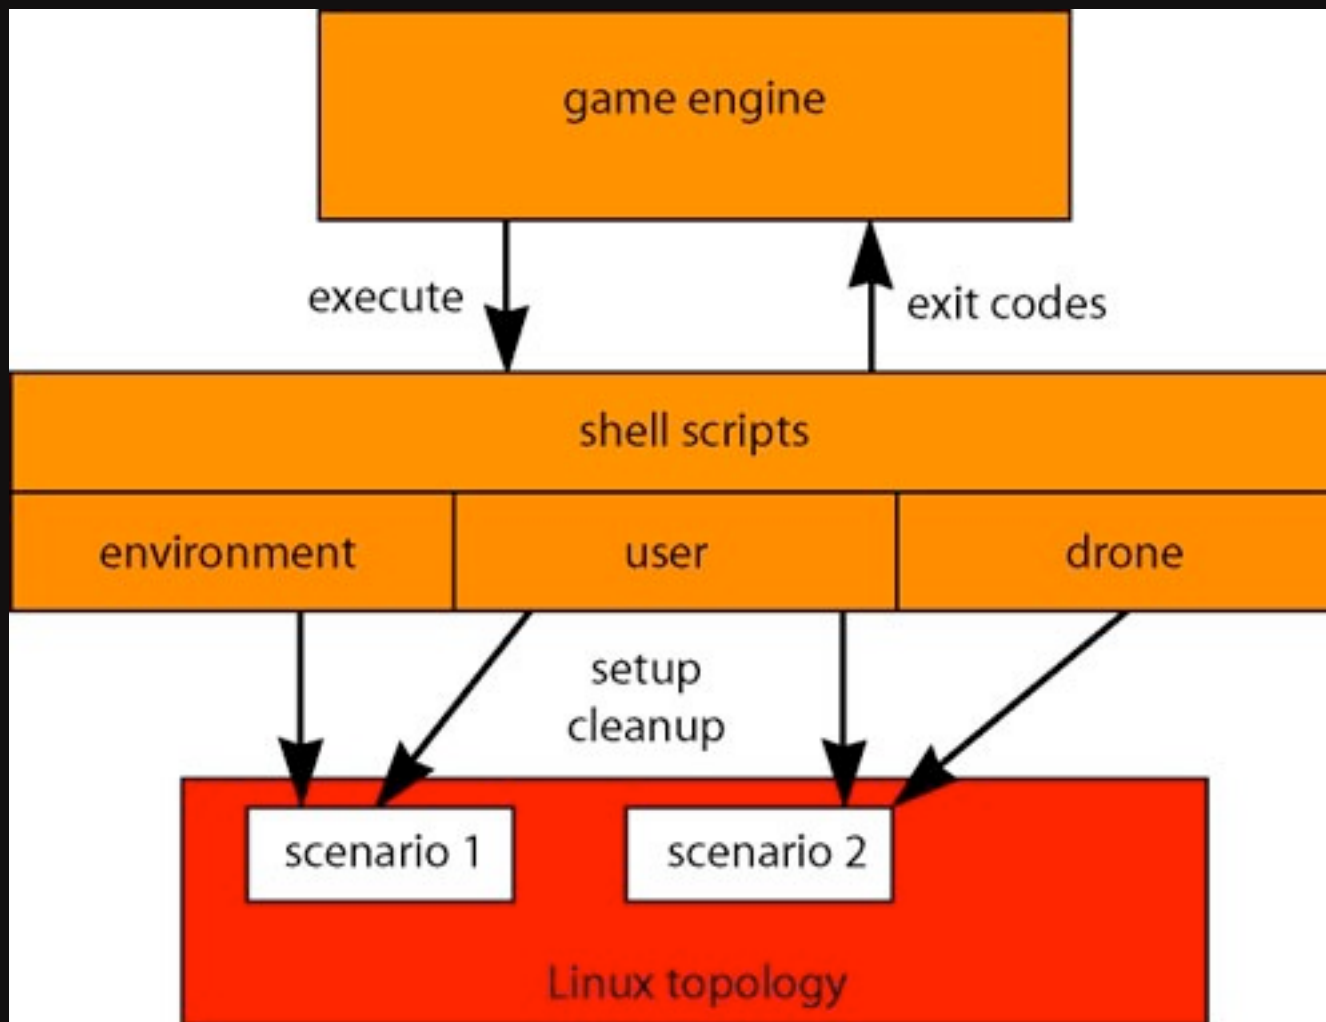 game engine
execute
exit codes
shell scripts
environment
user
drone
setup
cleanup
scenario 1
scenario 2
Linux topology